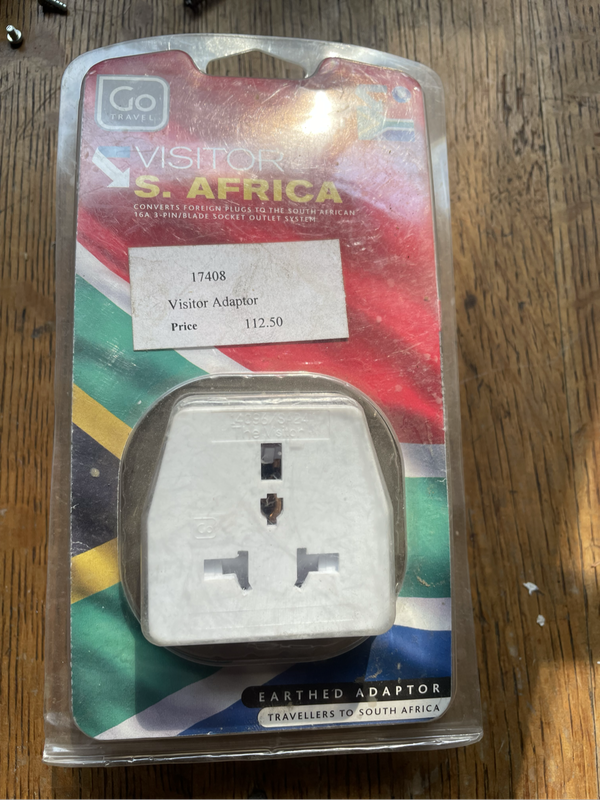 Go
TRAVEL
VISITOR
S. AFRICA
CONVERTS FOREIGN PLUGS TO THE SOUTH AFRICAN
16A 3-PIN/BLADE SOCKET OUTLET SYSTEM
17408
Visitor Adaptor
Price 112.50
EARTHED ADAPTOR
TRAVELLERS TO SOUTH AFRICA